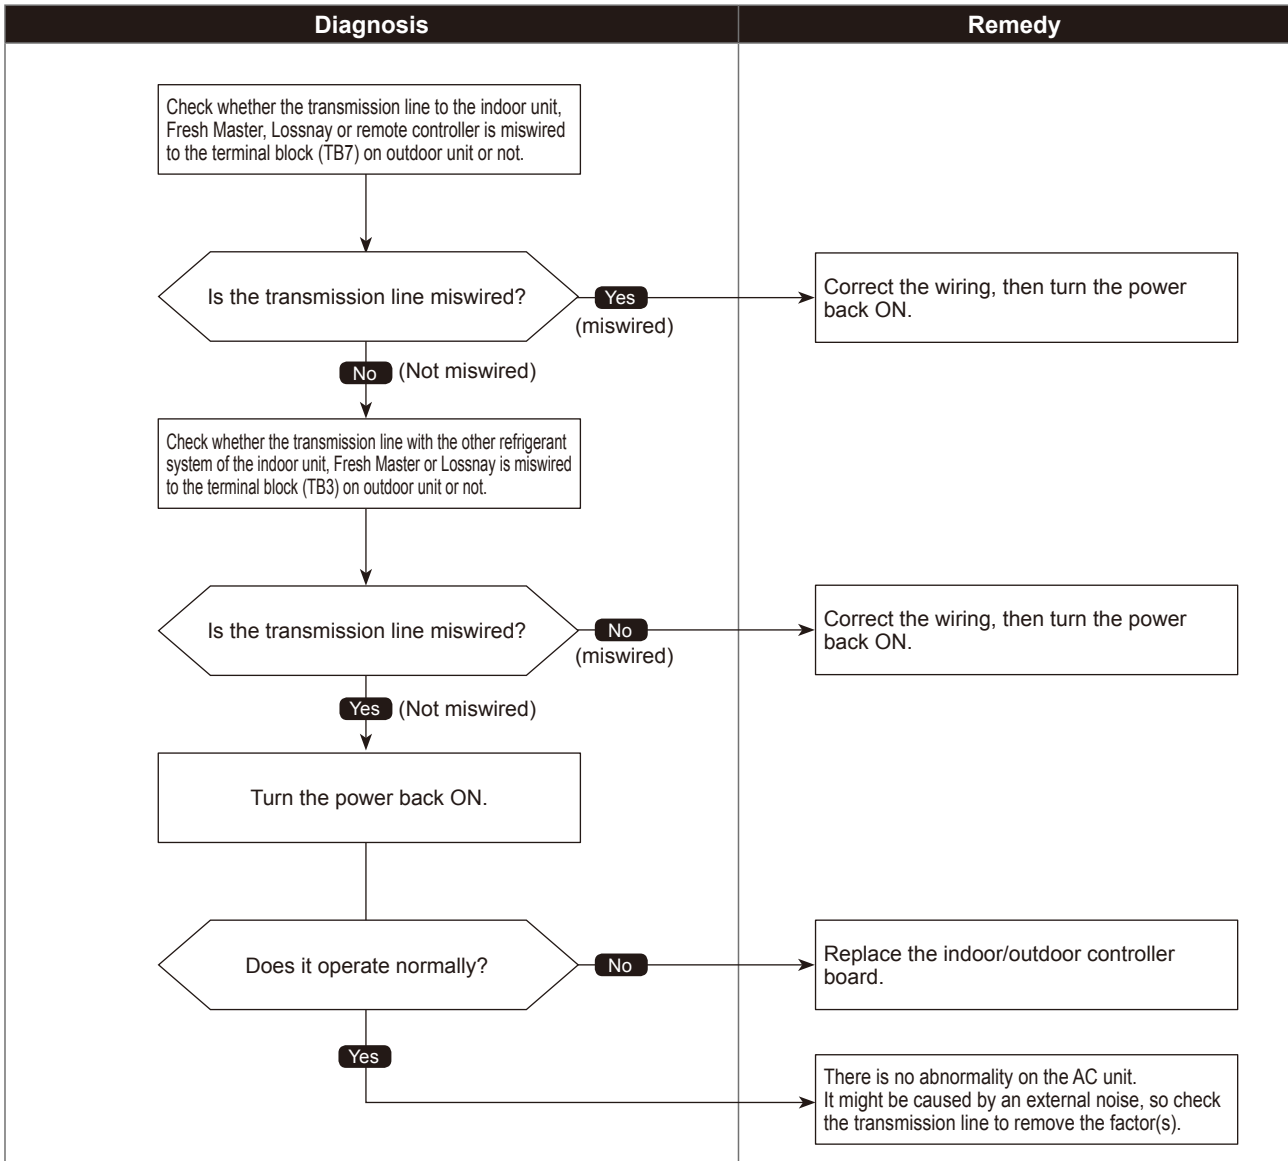 Diagnosis
Remedy
Check whether the transmission line to the indoor unit,
Fresh Master, Lossnay or remote controller is miswired
to the terminal block (TB7) on outdoor unit or not.
Is the transmission line miswired?
Yes
(miswired)
Correct the wiring, then turn the power
back ON.
No (Not miswired)
Check whether the transmission line with the other refrigerant
system of the indoor unit, Fresh Master or Lossnay is miswired
to the terminal block (TB3) on outdoor unit or not.
Is the transmission line miswired?
No
(miswired)
Correct the wiring, then turn the power
back ON.
Yes (Not miswired)
Turn the power back ON.
Does it operate normally?
No
Replace the indoor/outdoor controller
board.
Yes
There is no abnormality on the AC unit.
It might be caused by an external noise, so check
the transmission line to remove the factor(s).